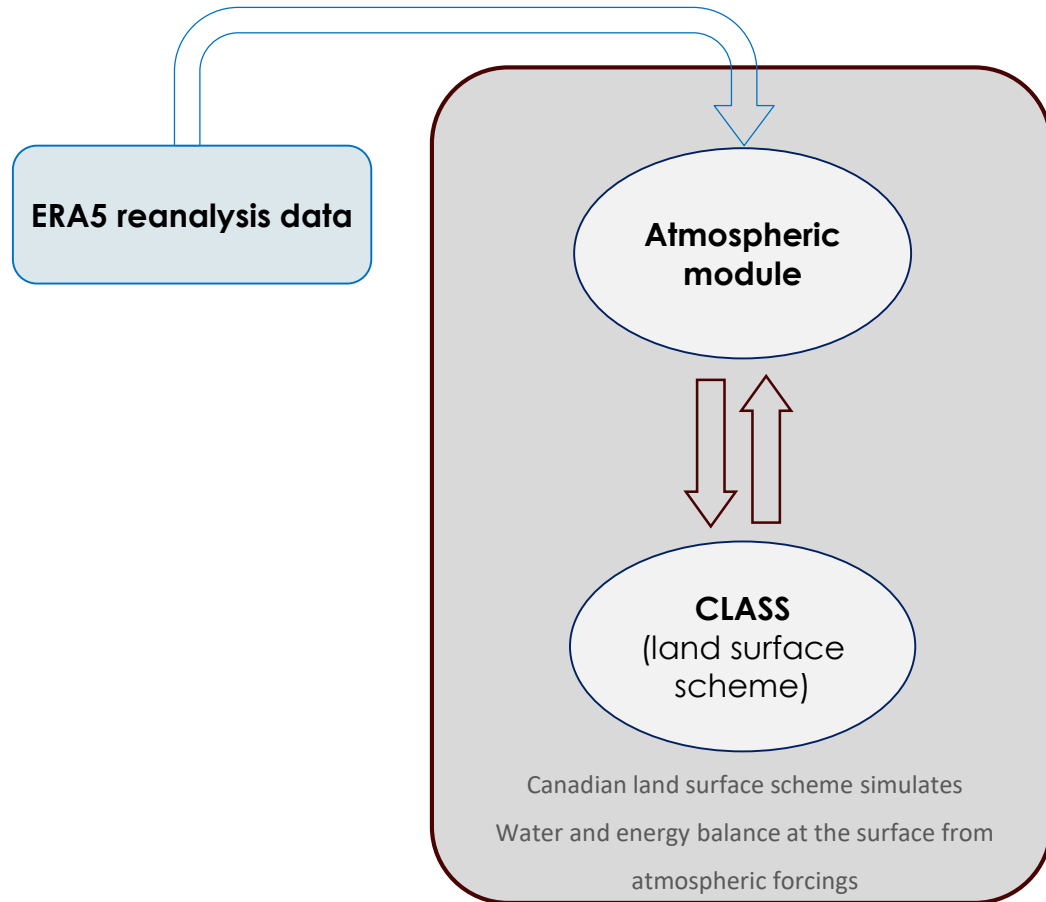 ERA5 reanalysis data
Atmospheric
module
CLASS
(land surface
scheme)
Canadian land surface scheme simulates
Water and energy balance at the surface from
atmospheric forcings